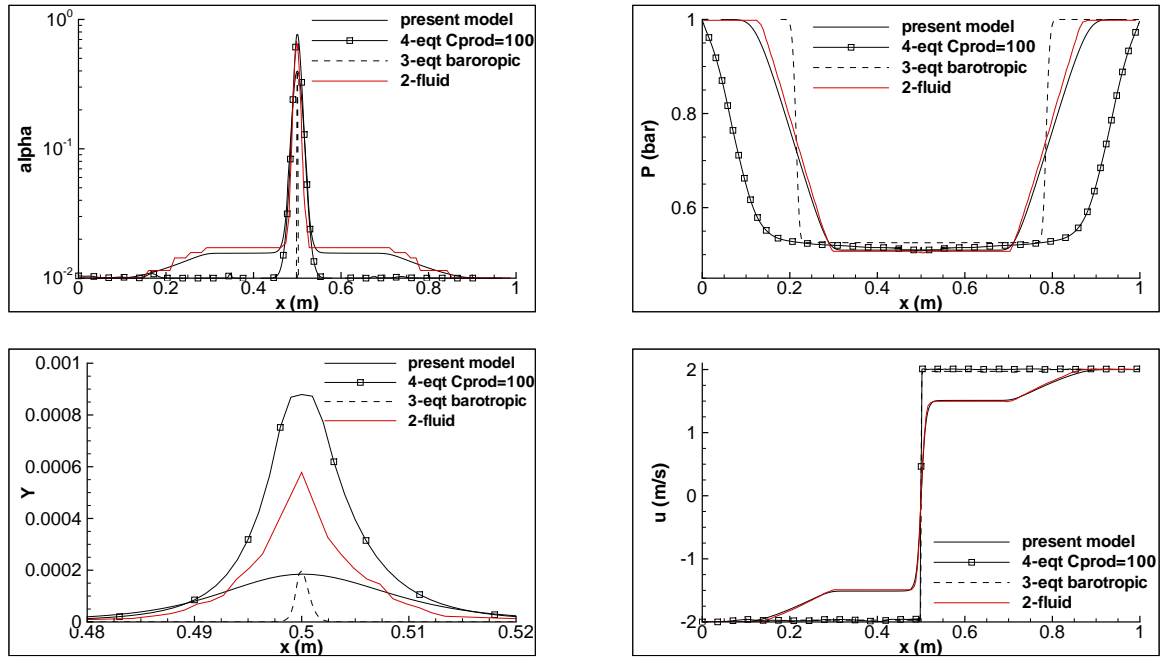 alpha
10^0
10^-1
10^-2
0 0.2 0.4 0.6 0.8 1
x (m)
present model
4-eqt Cprod=100
3-eqt baroropic
2-fluid
P (bar)
1
0.8
0.6
0 0.2 0.4 0.6 0.8 1
x (m)
present model
4-eqt Cprod=100
3-eqt barotropic
2-fluid
Y
0.001
0.0008
0.0006
0.0004
0.0002
0
0.48 0.49 0.5 0.51 0.52
x (m)
present model
4-eqt Cprod=100
3-eqt barotropic
2-fluid
u (m/s)
2
1
0
-1
-2
0 0.2 0.4 0.6 0.8 1
x (m)
present model
4-eqt Cprod=100
3-eqt barotropic
2-fluid